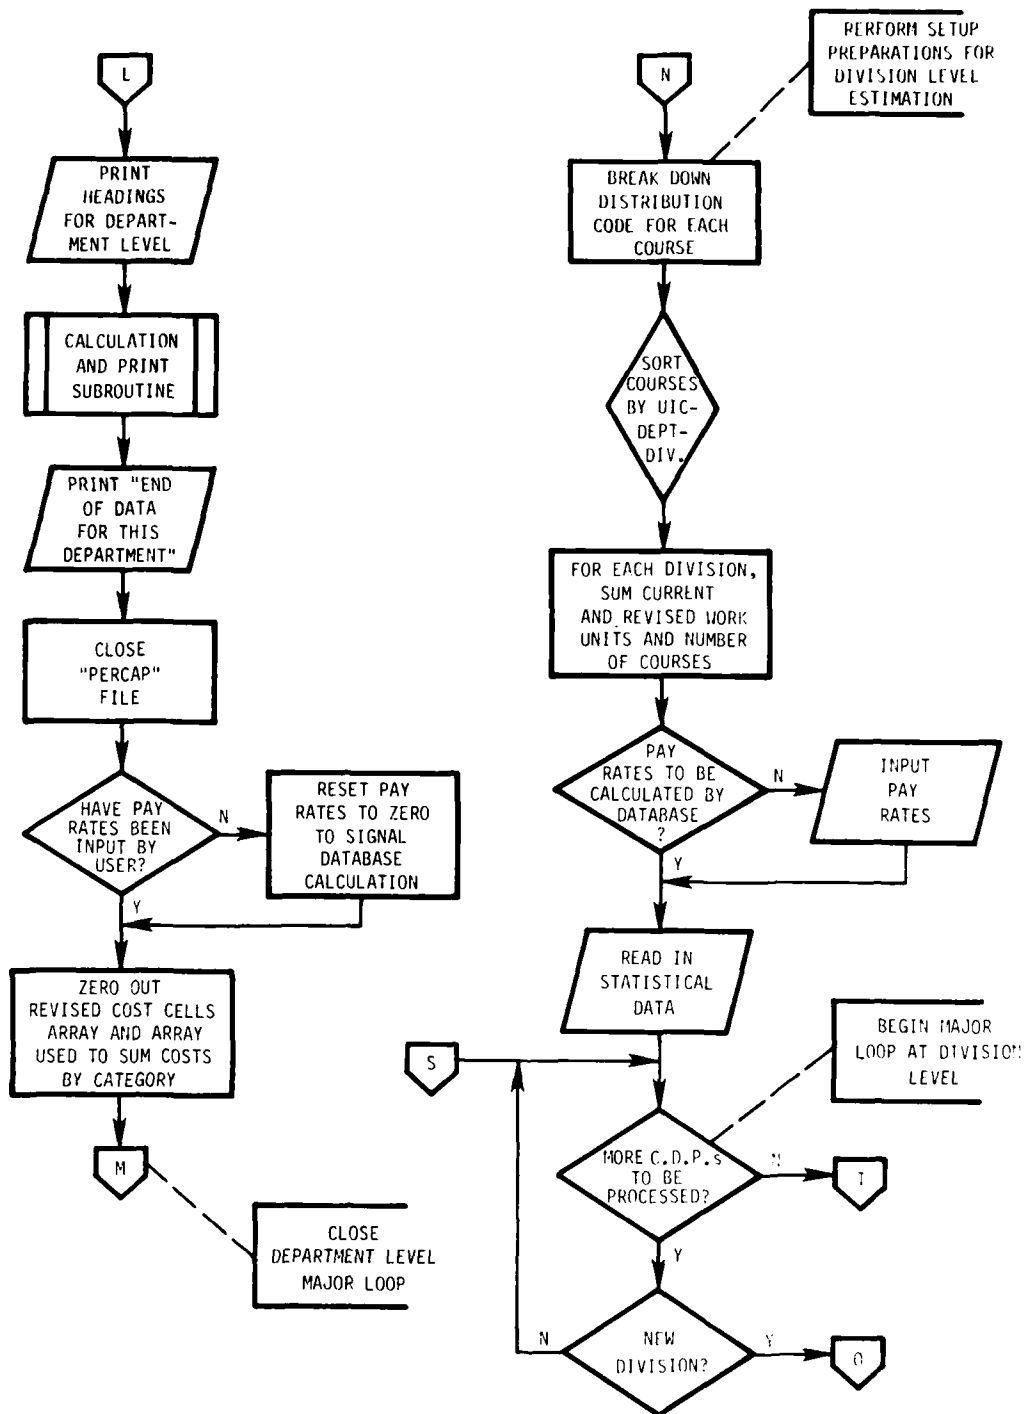 L
PRINT
HEADINGS
FOR DEPART-
MENT LEVEL
CALCULATION
AND PRINT
SUBROUTINE
PRINT "END
OF DATA
FOR THIS
DEPARTMENT"
CLOSE
"PERCAP"
FILE
HAVE PAY
RATES BEEN
INPUT BY
USER?
N
RESET PAY
RATES TO ZERO
TO SIGNAL
DATABASE
CALCULATION
Y
ZERO OUT
REVISED COST CELLS
ARRAY AND ARRAY
USED TO SUM COSTS
BY CATEGORY
M
CLOSE
DEPARTMENT LEVEL
MAJOR LOOP
N
RERFORM SETUP
PREPARATIONS FOR
DIVISION LEVEL
ESTIMATION
BREAK DOWN
DISTRIBUTION
CODE FOR EACH
COURSE
SORT
COURSES
BY UIC-
DEPT-
DIV.
FOR EACH DIVISION,
SUM CURRENT
AND REVISED WORK
UNITS AND NUMBER
OF COURSES
PAY
RATES TO BE
CALCULATED BY
DATABASE
?
N
INPUT
PAY
RATES
Y
READ IN
STATISTICAL
DATA
S
BEGIN MAJOR
LOOP AT DIVISION
LEVEL
MORE C.D.P.s
TO BE
PROCESSED?
N
T
Y
NEW
DIVISION?
N
Y
O